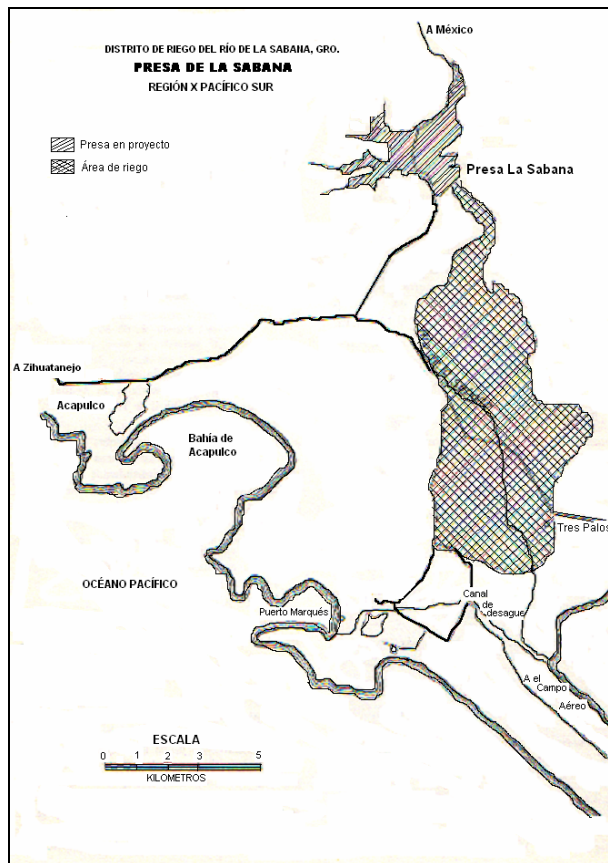 A México
DISTRITO DE RIEGO DEL RÍO DE LA SABANA, GRO.
PRESA DE LA SABANA
REGIÓN X PACÍFICO SUR
Presa en proyecto
Área de riego
Presa La Sabana
A Zihuatanejo
Acapulco
Bahía de
Acapulco
Tres Palos
OCÉANO PACÍFICO
Puerto Marqués
Canal
de
desague
A el
Campo
Aéreo
ESCALA
0 1 2 3 5
KILOMETROS